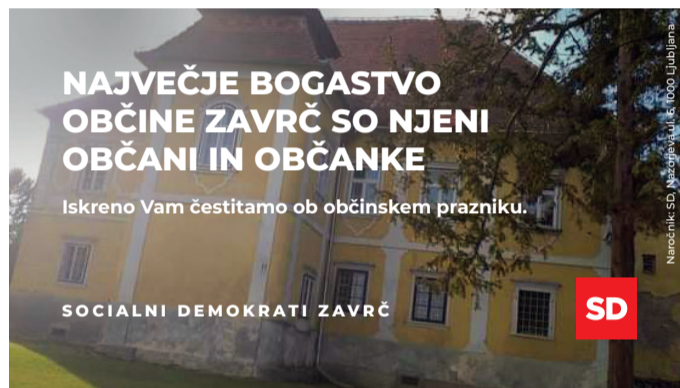 NAJVEČJE BOGASTVO
OBČINE ZAVRČ SO NJENI
OBČANI IN OBČANKE
Iskreno Vam čestitamo ob občinskem prazniku.
SOCIALNI DEMOKRATI ZAVRČ
SD
Naročnik: SD, Nazorjeva ul. 6, 1000 Ljubljana